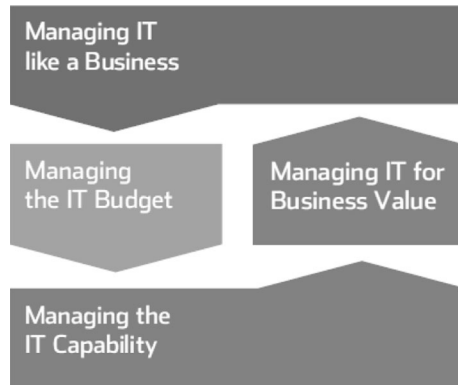 Managing IT
like a Business
Managing
the IT Budget
Managing IT for
Business Value
Managing the
IT Capability